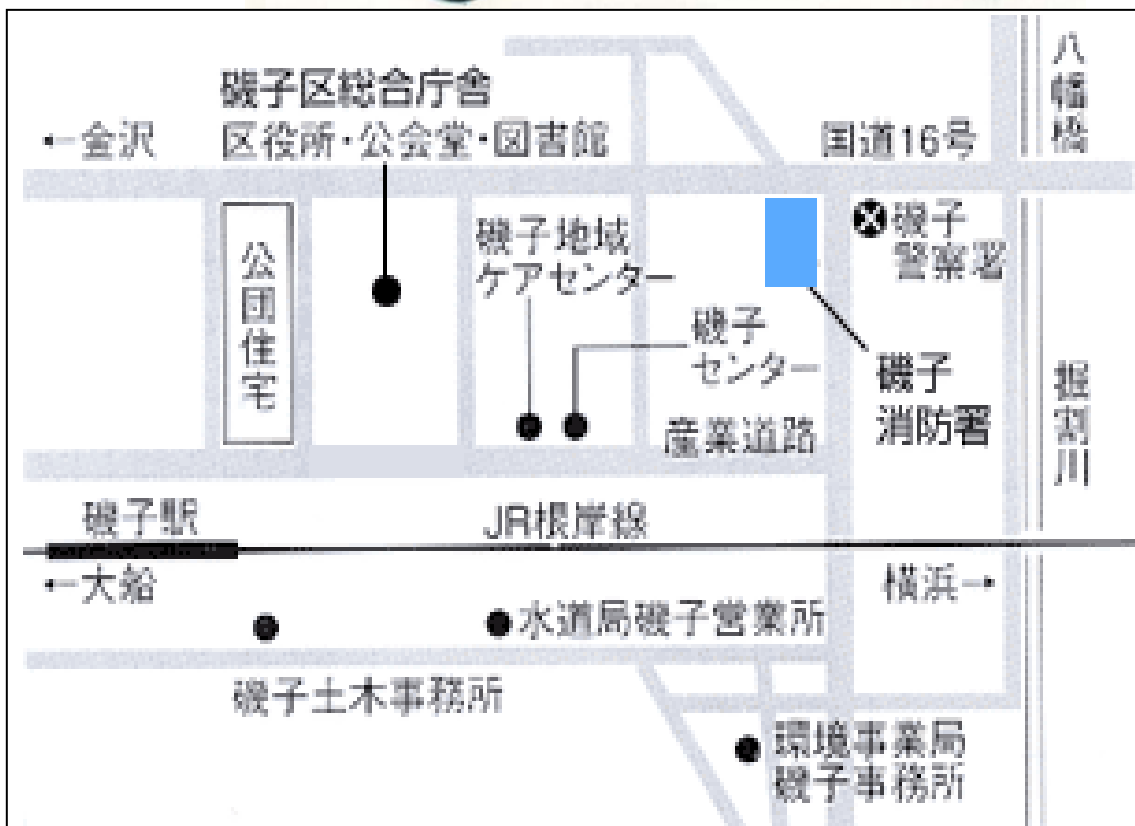 磯子区総合庁舎
区役所・公会堂・図書館
←金沢
国道16号
八幡橋
公団住宅
磯子地域
ケアセンター
磯子
センター
磯子
警察署
磯子
消防署
産業道路
掘割川
磯子駅
JR根岸線
←大船
横浜→
水道局磯子営業所
磯子土木事務所
環境事業局
磯子事務所